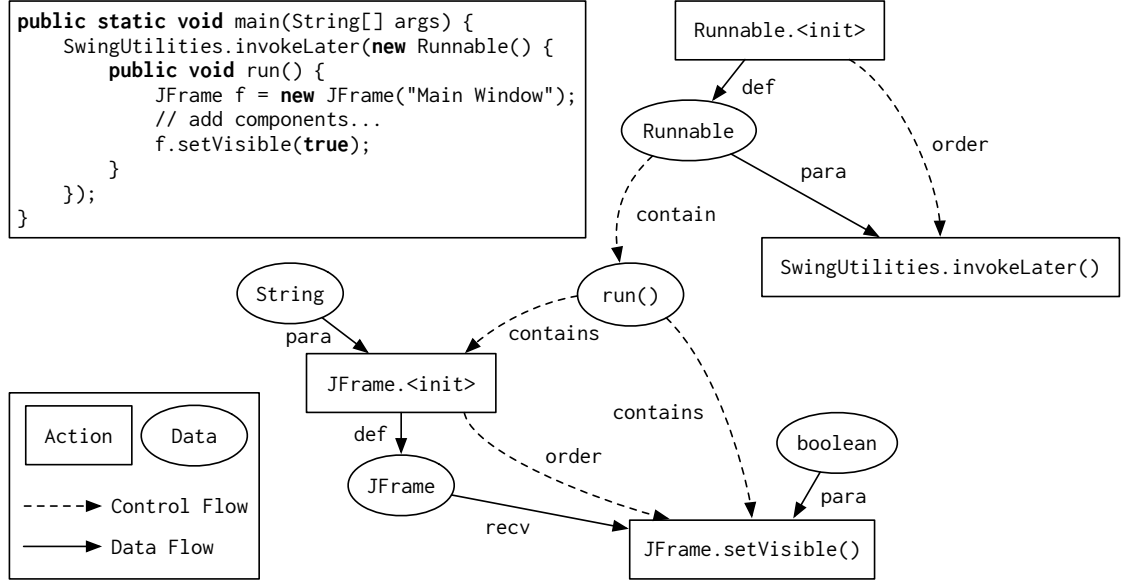 public static void main(String[] args) {
    SwingUtilities.invokeLater(new Runnable() {
        public void run() {
            JFrame f = new JFrame("Main Window");
            // add components...
            f.setVisible(true);
        }
    });
}
Runnable.<init>
def
Runnable
order
para
contain
SwingUtilities.invokeLater()
String
run()
para
contains
JFrame.<init>
contains
def
order
boolean
JFrame
para
recv
JFrame.setVisible()
Action
Data
Control Flow
Data Flow